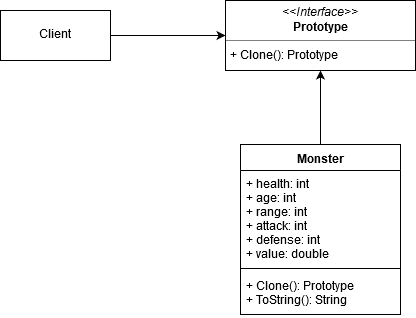 Client
<<Interface>>
Prototype
+ Clone(): Prototype
Monster
+ health: int
+ age: int
+ range: int
+ attack: int
+ defense: int
+ value: double
+ Clone(): Prototype
+ ToString(): String